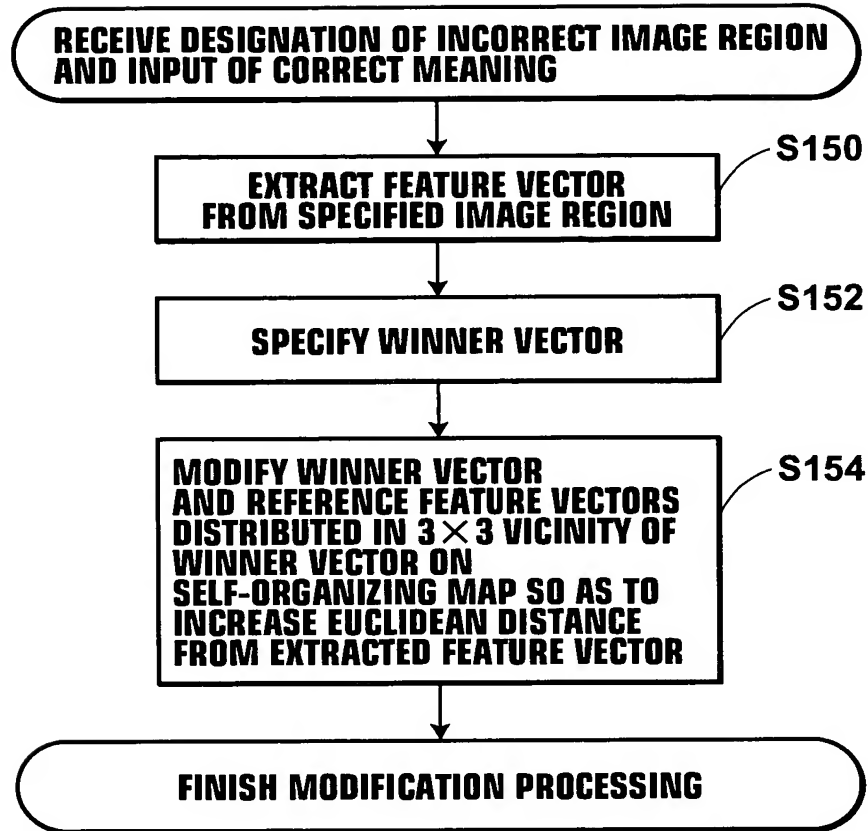 RECEIVE DESIGNATION OF INCORRECT IMAGE REGION
AND INPUT OF CORRECT MEANING
S150
EXTRACT FEATURE VECTOR
FROM SPECIFIED IMAGE REGION
S152
SPECIFY WINNER VECTOR
S154
MODIFY WINNER VECTOR
AND REFERENCE FEATURE VECTORS
DISTRIBUTED IN 3×3 VICINITY OF
WINNER VECTOR ON
SELF-ORGANIZING MAP SO AS TO
INCREASE EUCLIDEAN DISTANCE
FROM EXTRACTED FEATURE VECTOR
FINISH MODIFICATION PROCESSING